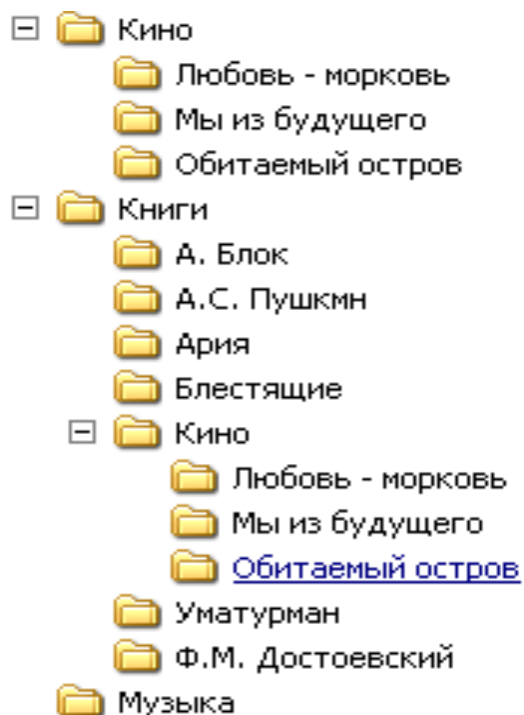 Кино
Любовь - морковь
Мы из будущего
Обитаемый остров
Книги
А. Блок
А.С. Пушкмн
Ария
Блестящие
Кино
Любовь - морковь
Мы из будущего
Обитаемый остров
Уматурман
Ф.М. Достоевский
Музыка